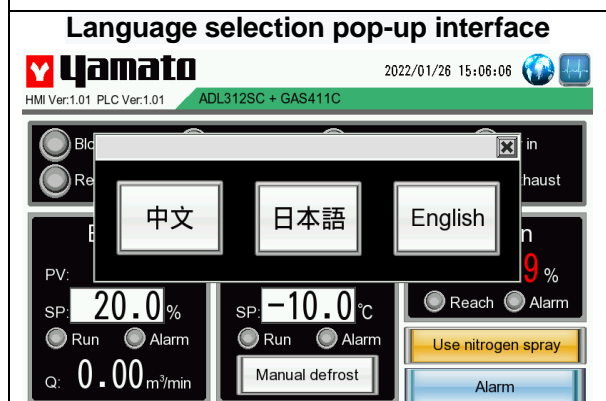 Language selection pop-up interface
Yamato
2022/01/26 15:06:06
HMI Ver:1.01 PLC Ver:1.01 ADL312SC + GAS411C
in
中文 日本語 English
PV: 9 %
SP: 20.0 % SP: -10.0 ℃ Reach Alarm
Run Alarm Run Alarm
Use nitrogen spray
Q: 0.00 m³/min Manual defrost Alarm